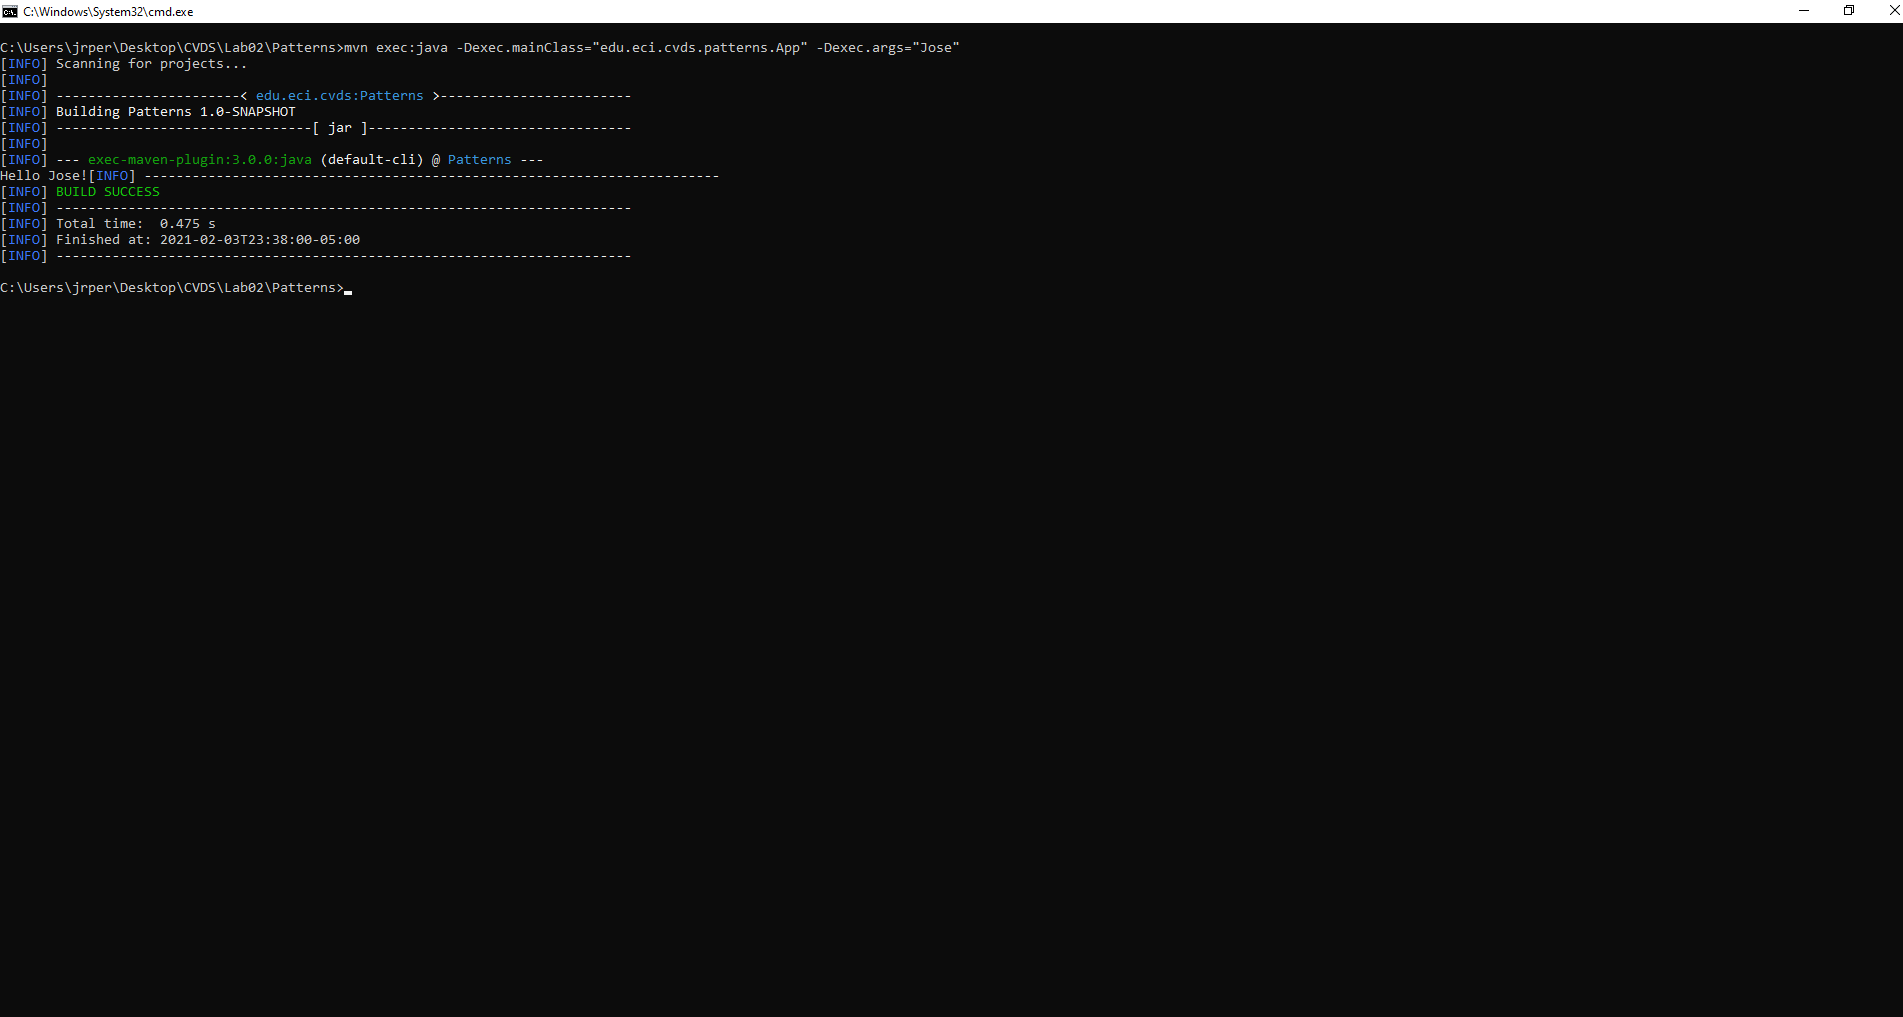 C:\Windows\System32\cmd.exe
C:\Users\jrper\Desktop\CVDS\Lab02\Patterns>mvn exec:java -Dexec.mainClass="edu.eci.cvds.patterns.App" -Dexec.args="Jose"
[INFO] Scanning for projects...
[INFO]
[INFO] -----------------------< edu.eci.cvds:Patterns >------------------------
[INFO] Building Patterns 1.0-SNAPSHOT
[INFO] --------------------------------[ jar ]---------------------------------
[INFO]
[INFO] --- exec-maven-plugin:3.0.0:java (default-cli) @ Patterns ---
Hello Jose![INFO] ------------------------------------------------------------------------
[INFO] BUILD SUCCESS
[INFO] ------------------------------------------------------------------------
[INFO] Total time:  0.475 s
[INFO] Finished at: 2021-02-03T23:38:00-05:00
[INFO] ------------------------------------------------------------------------
C:\Users\jrper\Desktop\CVDS\Lab02\Patterns>